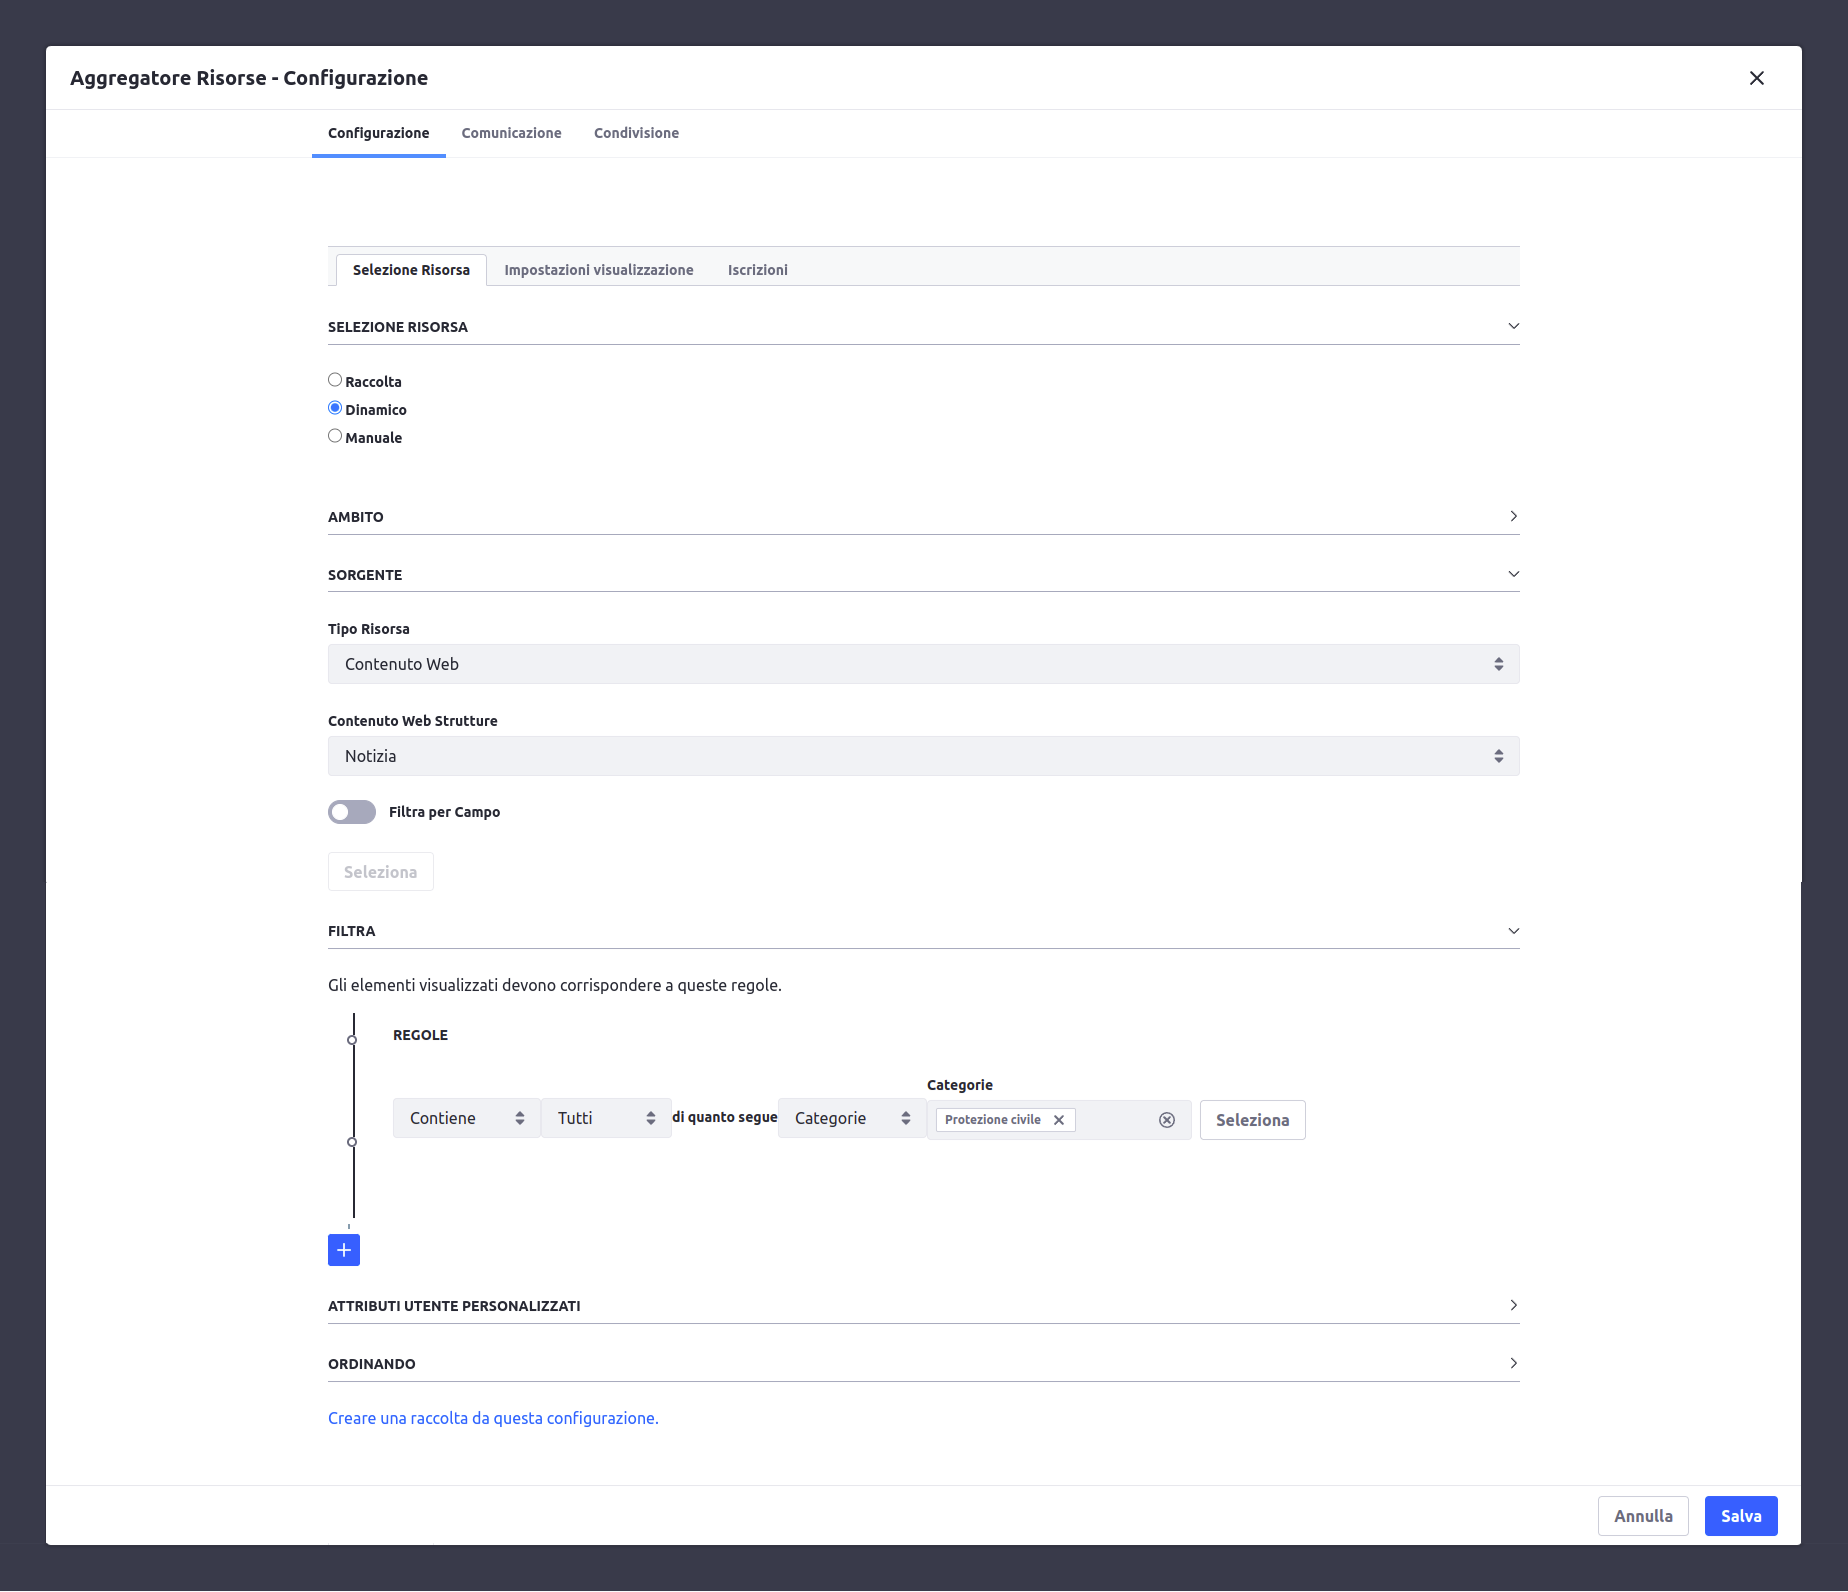 Aggregatore Risorse - Configurazione
Configurazione Comunicazione Condivisione
Selezione Risorsa Impostazioni visualizzazione Iscrizioni
SELEZIONE RISORSA
Raccolta
Dinamico
Manuale
AMBITO
SORGENTE
Tipo Risorsa
Contenuto Web
Contenuto Web Strutture
Notizia
Filtra per Campo
Seleziona
FILTRA
Gli elementi visualizzati devono corrispondere a queste regole.
REGOLE
Categorie
Contiene Tutti di quanto segue Categorie Protezione civile Seleziona
ATTRIBUTI UTENTE PERSONALIZZATI
ORDINANDO
Creare una raccolta da questa configurazione.
Annulla Salva